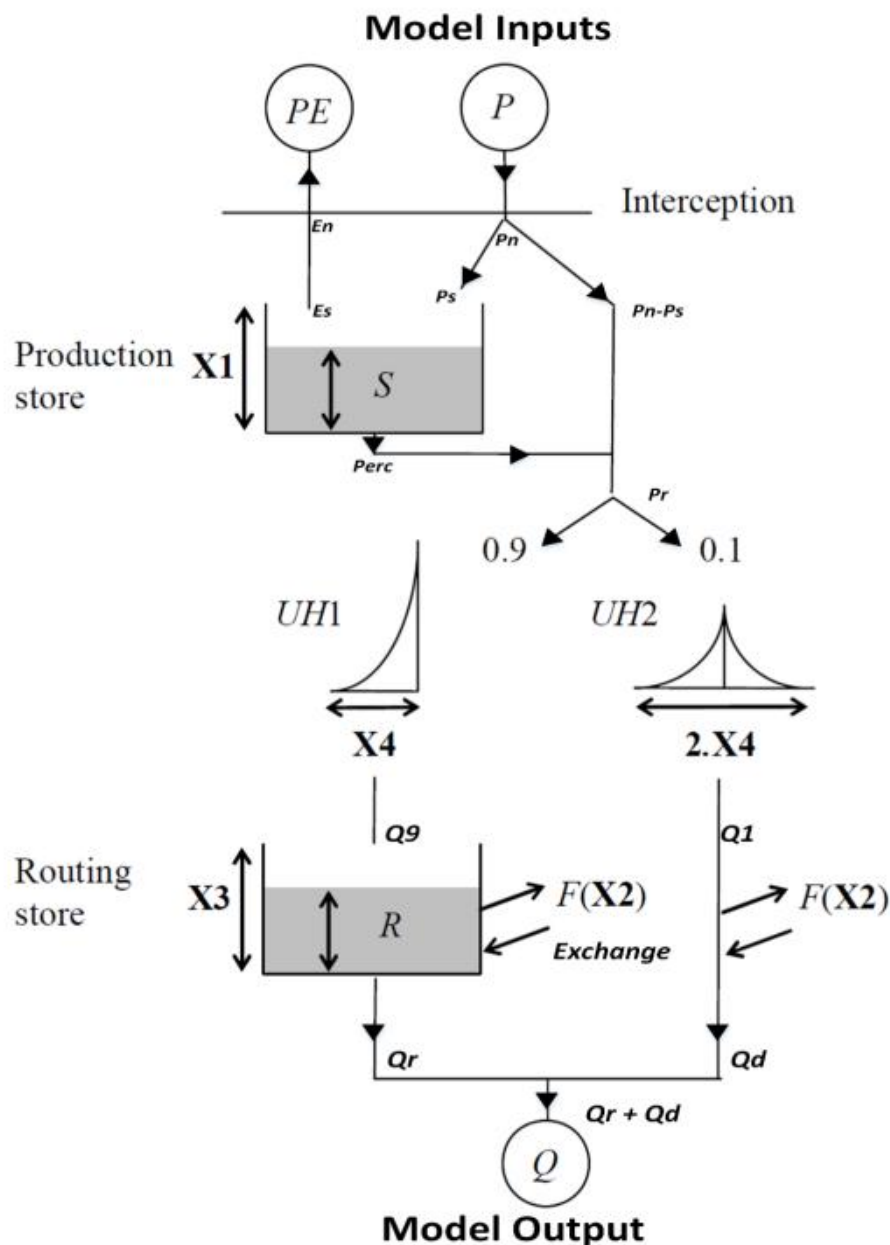 Model Inputs
PE
P
Interception
En
Pn
Ps
Es
Pn-Ps
Production
store
X1
S
Perc
Pr
0.9
0.1
UH1
UH2
X4
2.X4
Q9
Q1
Routing
store
X3
R
F(X2)
F(X2)
Exchange
Qr
Qd
Qr + Qd
Q
Model Output